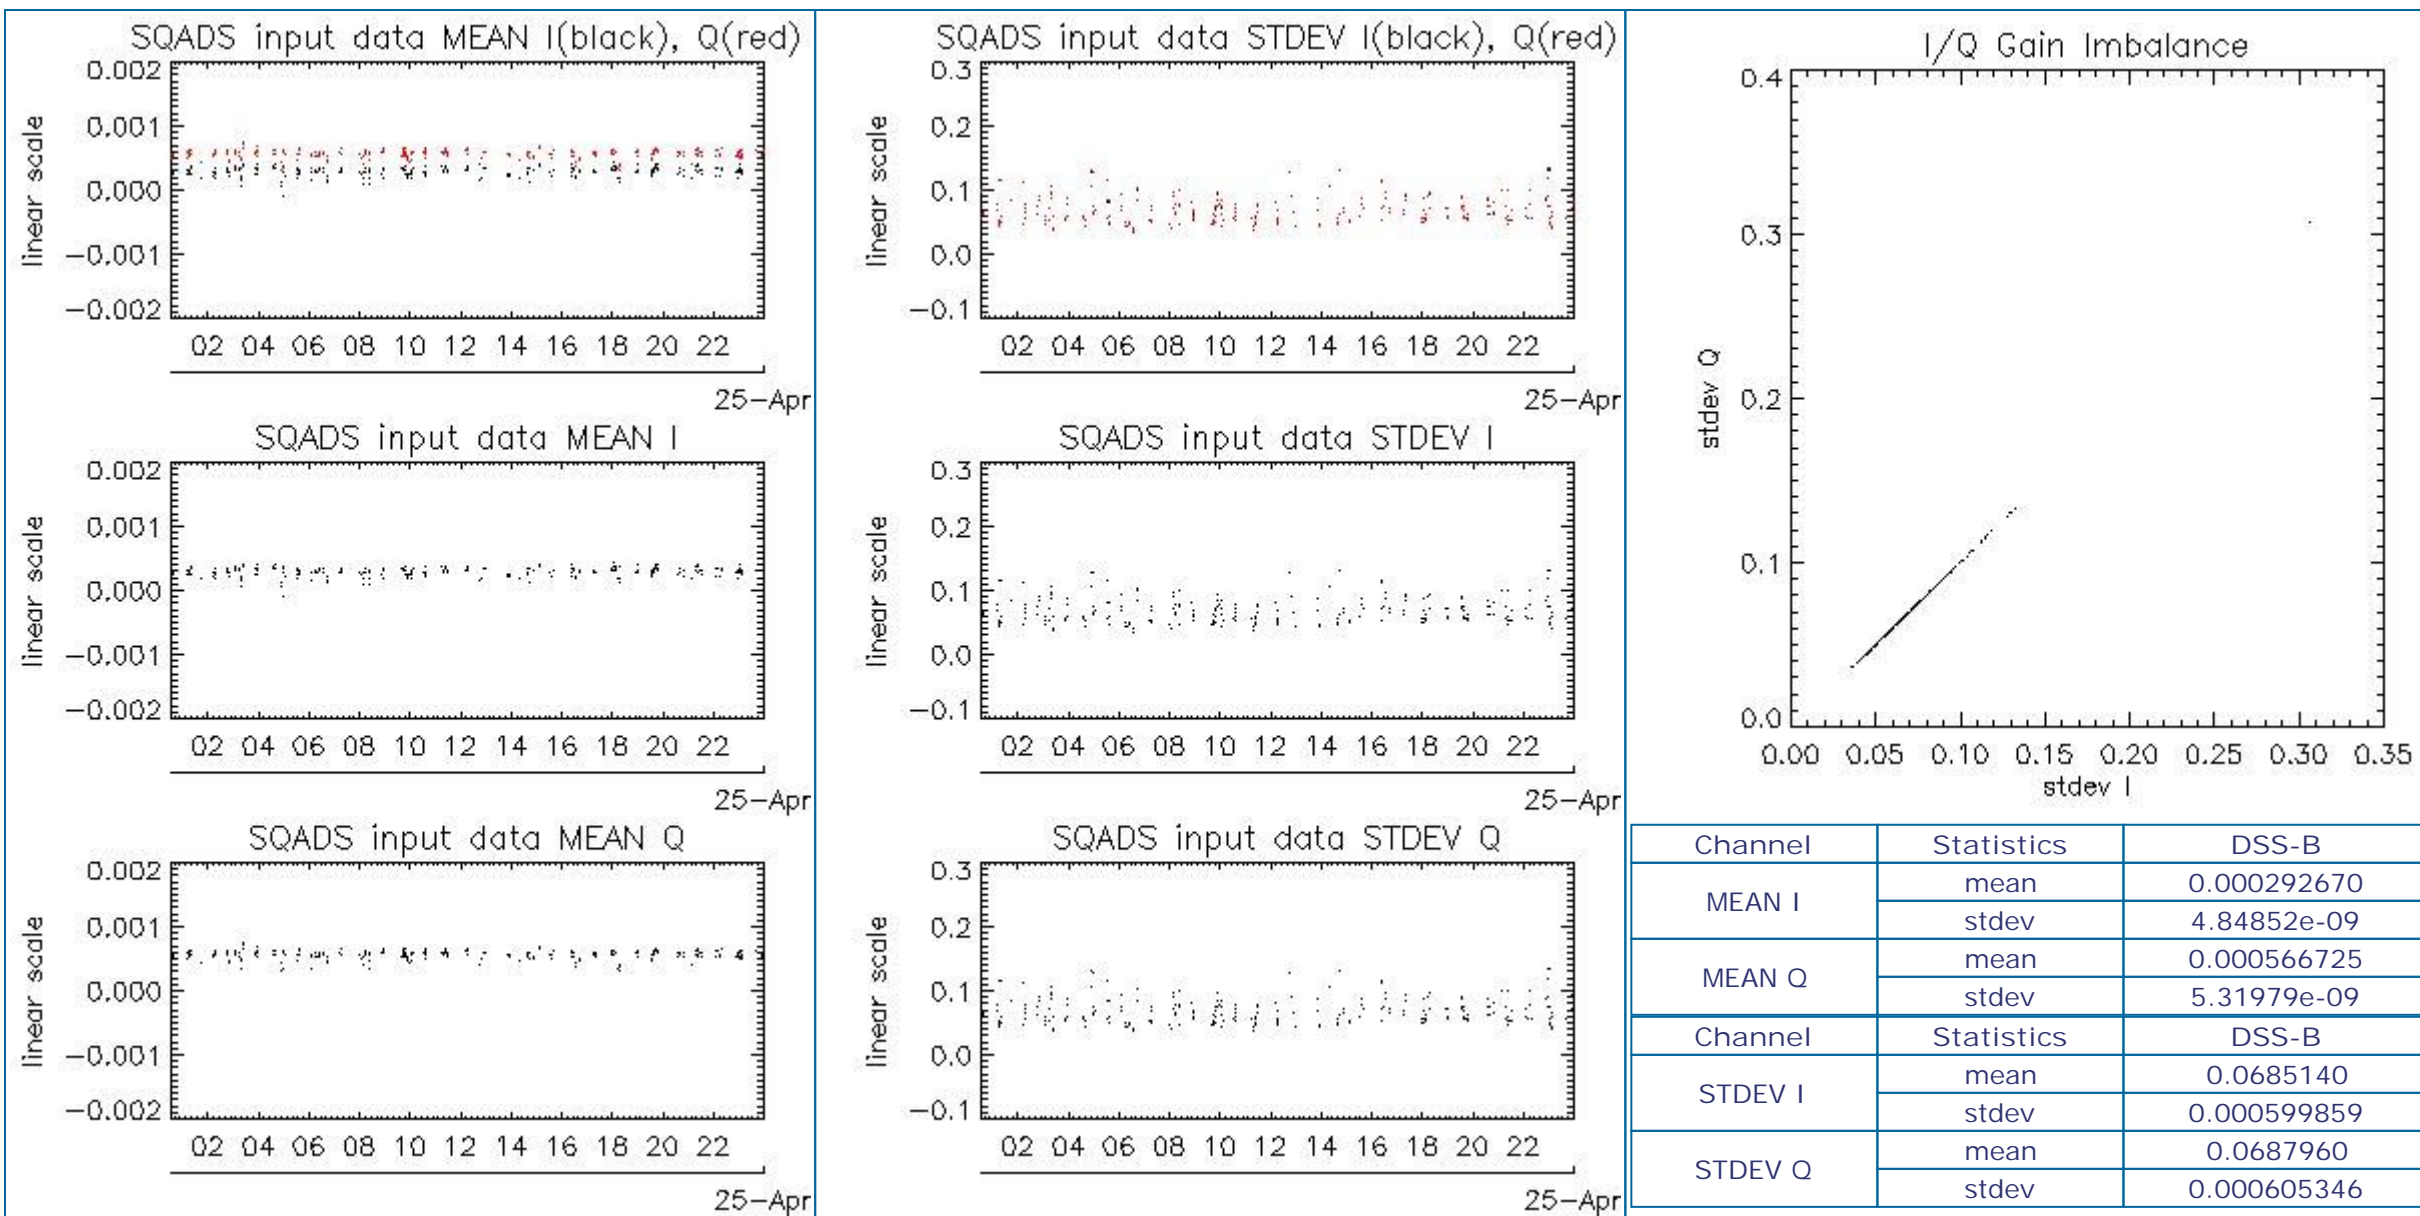 SQADS input data MEAN I(black), Q(red)
linear scale
0.002
0.001
0.000
−0.001
−0.002
02 04 06 08 10 12 14 16 18 20 22
25−Apr
SQADS input data MEAN I
linear scale
0.002
0.001
0.000
−0.001
−0.002
02 04 06 08 10 12 14 16 18 20 22
25−Apr
SQADS input data MEAN Q
linear scale
0.002
0.001
0.000
−0.001
−0.002
02 04 06 08 10 12 14 16 18 20 22
25−Apr
SQADS input data STDEV I(black), Q(red)
linear scale
0.3
0.2
0.1
0.0
−0.1
02 04 06 08 10 12 14 16 18 20 22
25−Apr
SQADS input data STDEV I
linear scale
0.3
0.2
0.1
0.0
−0.1
02 04 06 08 10 12 14 16 18 20 22
25−Apr
SQADS input data STDEV Q
linear scale
0.3
0.2
0.1
0.0
−0.1
02 04 06 08 10 12 14 16 18 20 22
25−Apr
I/Q Gain Imbalance
stdev Q
0.4
0.3
0.2
0.1
0.0
0.00 0.05 0.10 0.15 0.20 0.25 0.30 0.35
stdev I
Channel Statistics DSS-B
MEAN I mean 0.000292670
stdev 4.84852e-09
MEAN Q mean 0.000566725
stdev 5.31979e-09
Channel Statistics DSS-B
STDEV I mean 0.0685140
stdev 0.000599859
STDEV Q mean 0.0687960
stdev 0.000605346